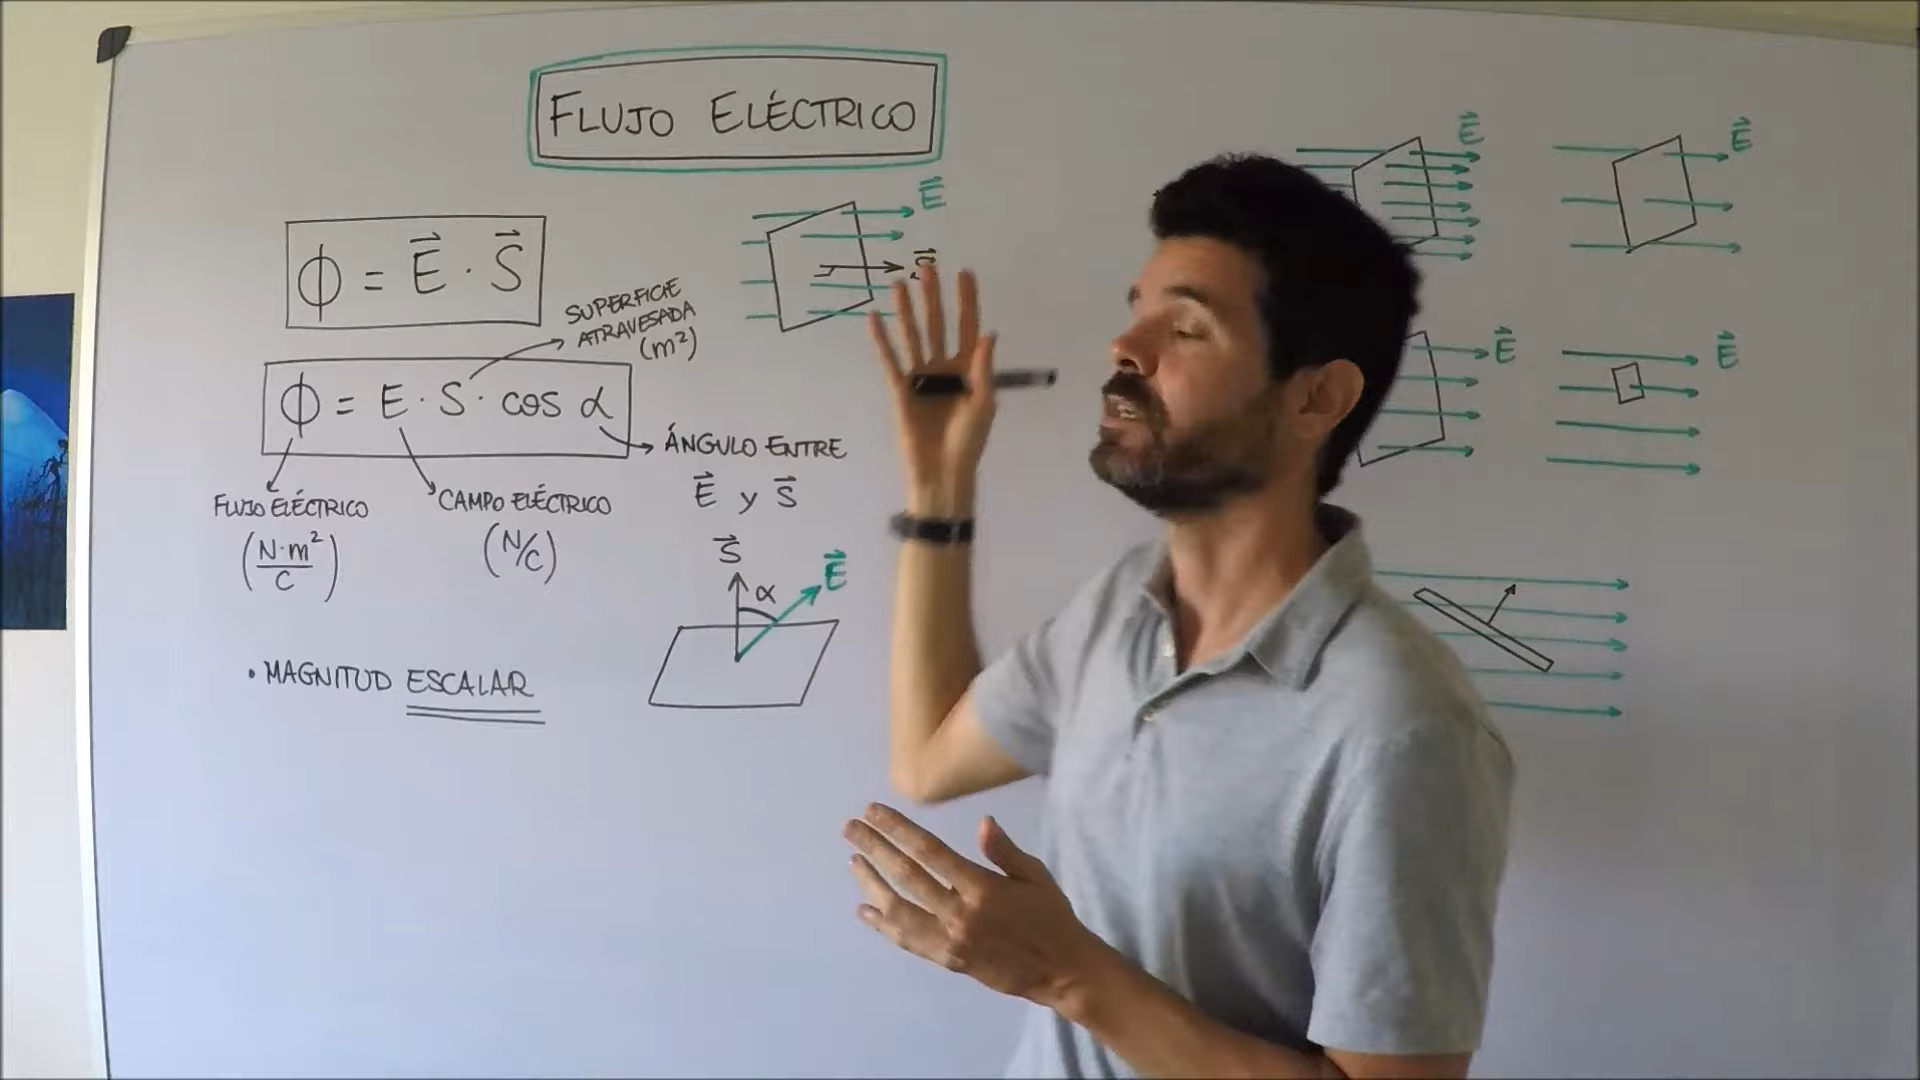 FLUJO ELÉCTRICO
ϕ = E⃗ · S⃗
ϕ = E · S · cos α
SUPERFICIE
ATRAVESADA
(m²)
ÁNGULO ENTRE
E⃗ y S⃗
FLUJO ELÉCTRICO
(N·m²/C)
CAMPO ELÉCTRICO
(N/C)
· MAGNITUD ESCALAR
E⃗
S⃗
S⃗
α
E⃗
E⃗
E⃗
E⃗
E⃗